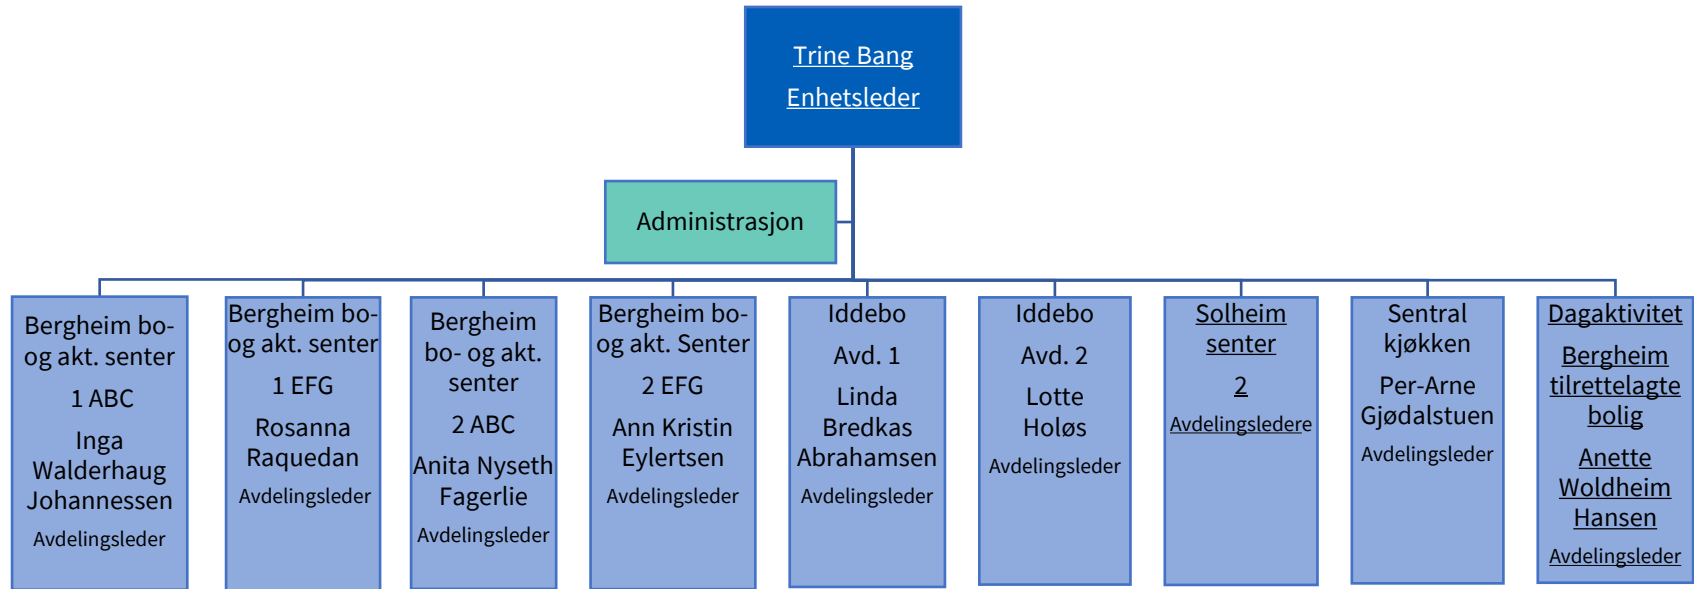 Trine Bang
Enhetsleder
Administrasjon
Bergheim bo-
og akt. senter
1 ABC
Inga
Walderhaug
Johannessen
Avdelingsleder
Bergheim bo-
og akt. senter
1 EFG
Rosanna
Raquedan
Avdelingsleder
Bergheim
bo- og akt.
senter
2 ABC
Anita Nyseth
Fagerlie
Avdelingsleder
Bergheim bo-
og akt. Senter
2 EFG
Ann Kristin
Eylertsen
Avdelingsleder
Iddebo
Avd. 1
Linda
Bredkas
Abrahamsen
Avdelingsleder
Iddebo
Avd. 2
Lotte
Holøs
Avdelingsleder
Solheim
senter
2
Avdelingsledere
Sentral
kjøkken
Per-Arne
Gjødalstuen
Avdelingsleder
Dagaktivitet
Bergheim
tilrettelagte
bolig
Anette
Woldheim
Hansen
Avdelingsleder